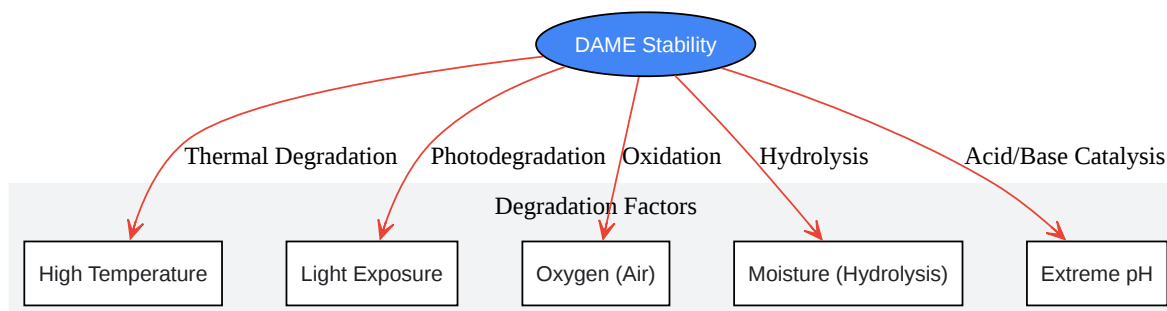 DAME Stability
Thermal Degradation
Photodegradation
Oxidation
Hydrolysis
Acid/Base Catalysis
Degradation Factors
High Temperature
Light Exposure
Oxygen (Air)
Moisture (Hydrolysis)
Extreme pH